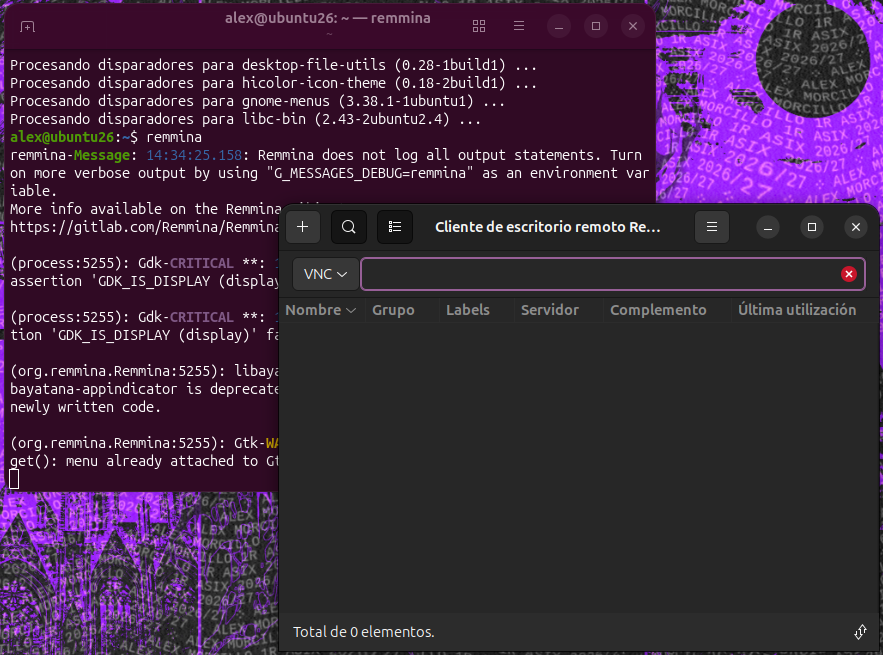 alex@ubuntu26: ~ — remmina
~
Procesando disparadores para desktop-file-utils (0.28-1build1) ...
Procesando disparadores para hicolor-icon-theme (0.18-2build1) ...
Procesando disparadores para gnome-menus (3.38.1-1ubuntu1) ...
Procesando disparadores para libc-bin (2.43-2ubuntu2.4) ...
alex@ubuntu26:~$ remmina
remmina-Message: 14:34:25.158: Remmina does not log all output statements. Turn
on more verbose output by using "G_MESSAGES_DEBUG=remmina" as an environment var
iable.
More info available on the Remmina
https://gitlab.com/Remmina/Remmina
(process:5255): Gdk-CRITICAL **:
assertion 'GDK_IS_DISPLAY (display
(process:5255): Gdk-CRITICAL **:
tion 'GDK_IS_DISPLAY (display)' fa
(org.remmina.Remmina:5255): libaya
bayatana-appindicator is deprecate
newly written code.
(org.remmina.Remmina:5255): Gtk-WA
get(): menu already attached to Gt
Cliente de escritorio remoto Re...
VNC
Nombre Grupo Labels Servidor Complemento Última utilización
Total de 0 elementos.
ALEX MORCILLO 1R ASIX 2026/27